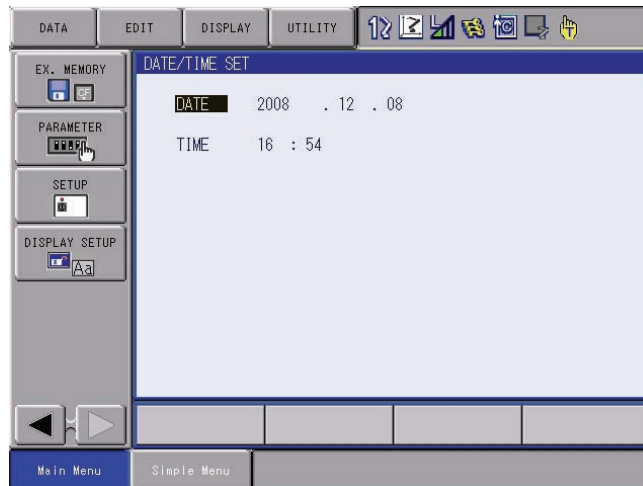 DATA EDIT DISPLAY UTILITY
EX. MEMORY
CF
PARAMETER
SETUP
DISPLAY SETUP
Aa
DATE/TIME SET
DATE 2008 . 12 . 08
TIME 16 : 54
Main Menu Simple Menu